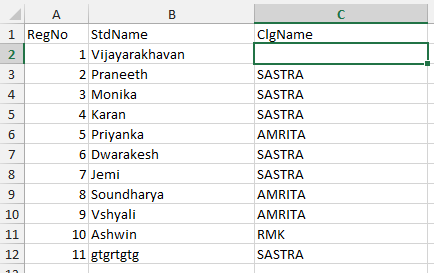 A B C
1 RegNo StdName ClgName
2 1 Vijayarakhavan
3 2 Praneeth SASTRA
4 3 Monika SASTRA
5 4 Karan SASTRA
6 5 Priyanka AMRITA
7 6 Dwarakesh SASTRA
8 7 Jemi SASTRA
9 8 Soundharya AMRITA
10 9 Vshyali AMRITA
11 10 Ashwin RMK
12 11 gtgrtgtg SASTRA